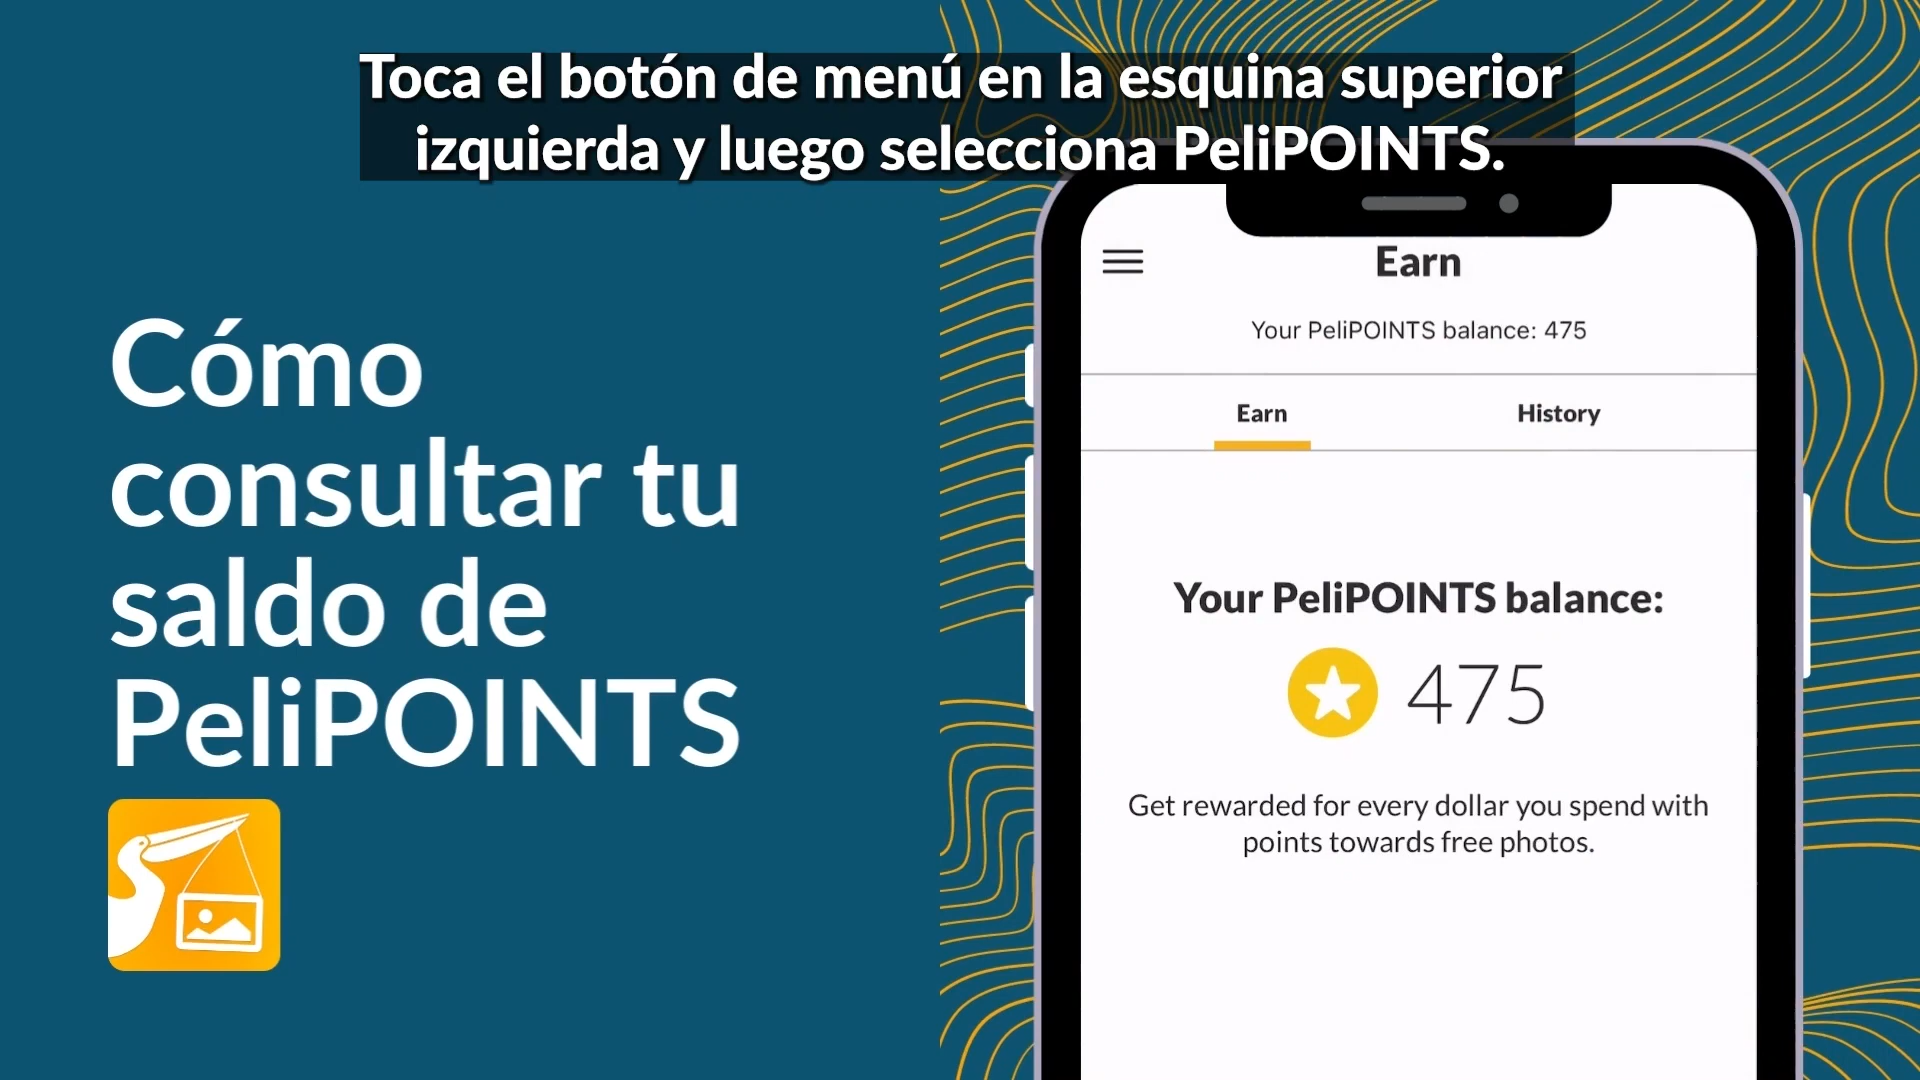 Toca el botón de menú en la esquina superior
izquierda y luego selecciona PeliPOINTS.
Cómo
consultar tu
saldo de
PeliPOINTS
Earn
Your PeliPOINTS balance: 475
Earn
History
Your PeliPOINTS balance:
475
Get rewarded for every dollar you spend with
points towards free photos.